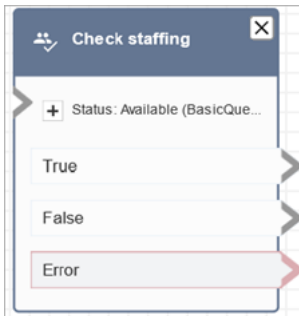 Check staffing
Status: Available (BasicQue...
True
False
Error